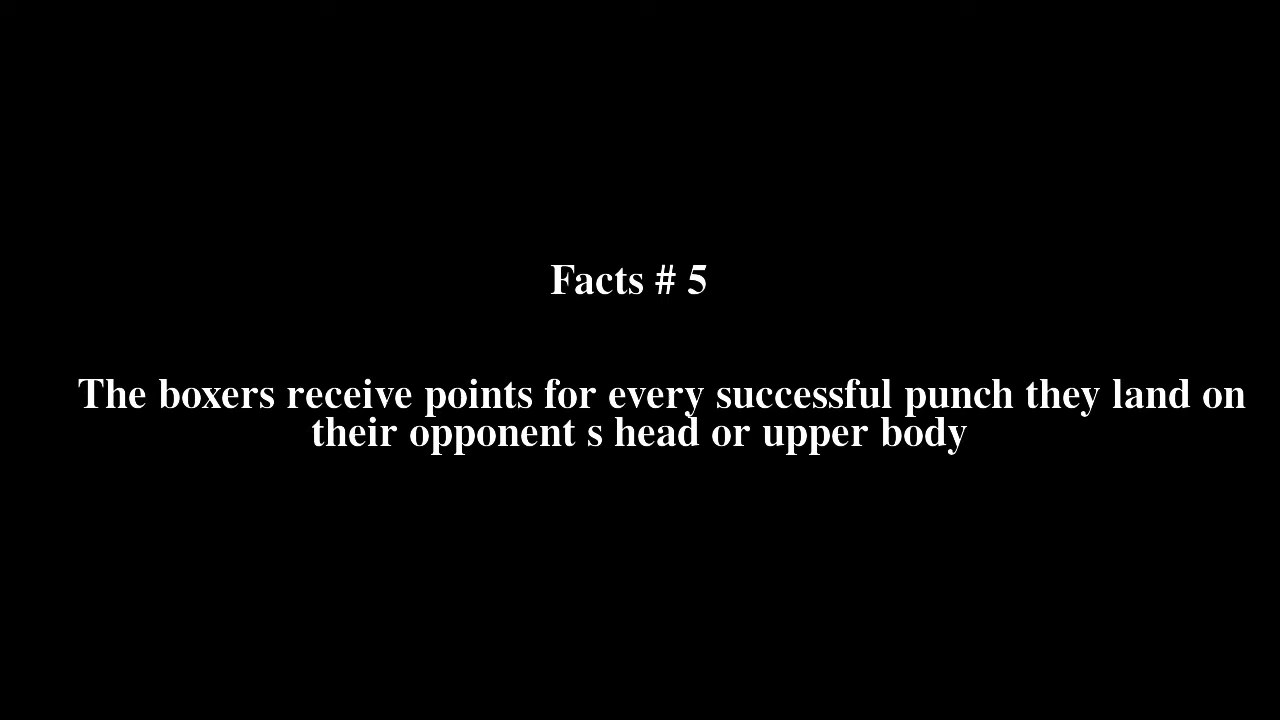 Facts # 5
The boxers receive points for every successful punch they land on
their opponent s head or upper body